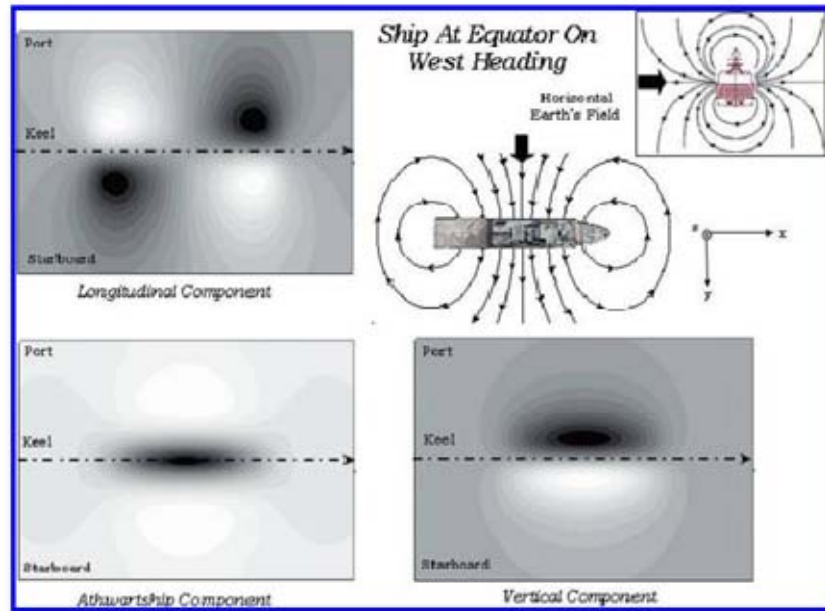 Port
Keel
Starboard
Longitudinal Component
Ship At Equator On
West Heading
Horizontal
Earth's Field
z
x
y
Port
Keel
Starboard
Athwartship Component
Port
Keel
Starboard
Vertical Component